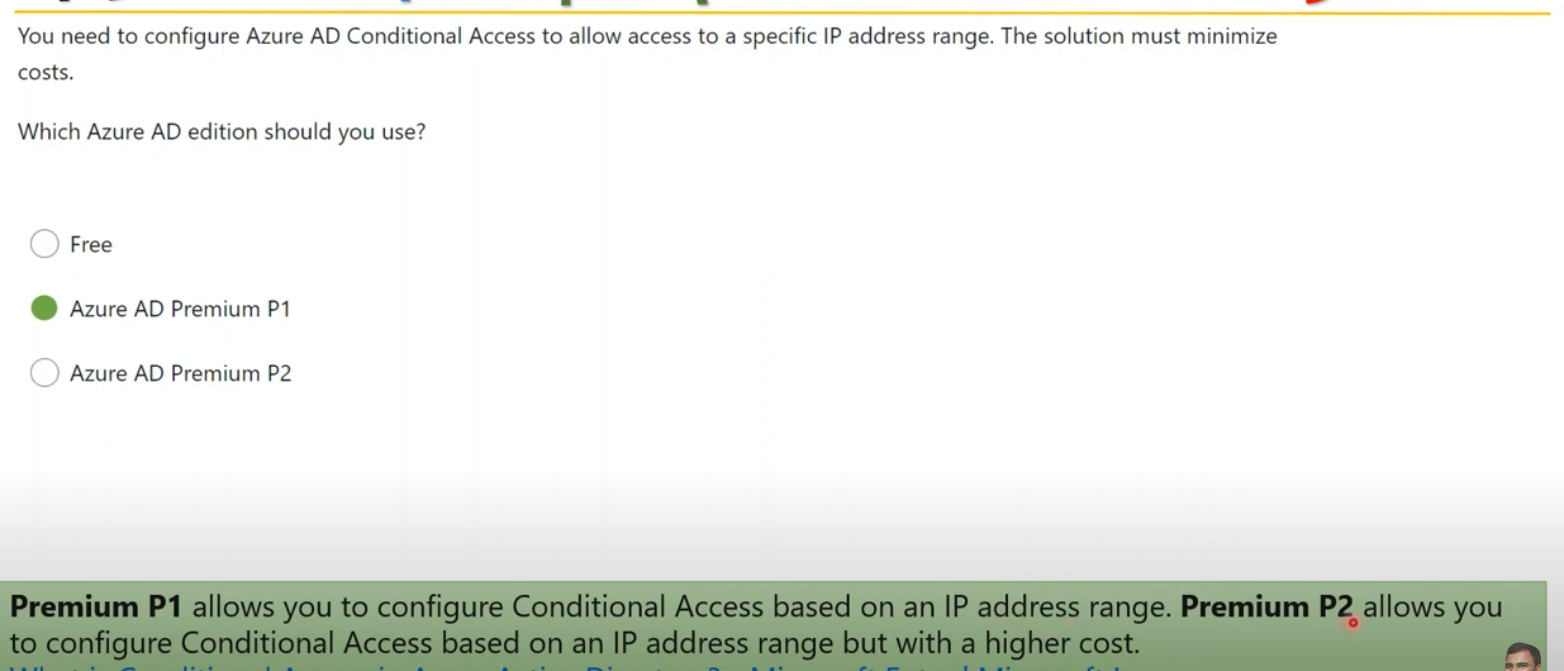 You need to configure Azure AD Conditional Access to allow access to a specific IP address range. The solution must minimize
costs.
Which Azure AD edition should you use?
Free
Azure AD Premium P1
Azure AD Premium P2
Premium P1 allows you to configure Conditional Access based on an IP address range. Premium P2 allows you
to configure Conditional Access based on an IP address range but with a higher cost.